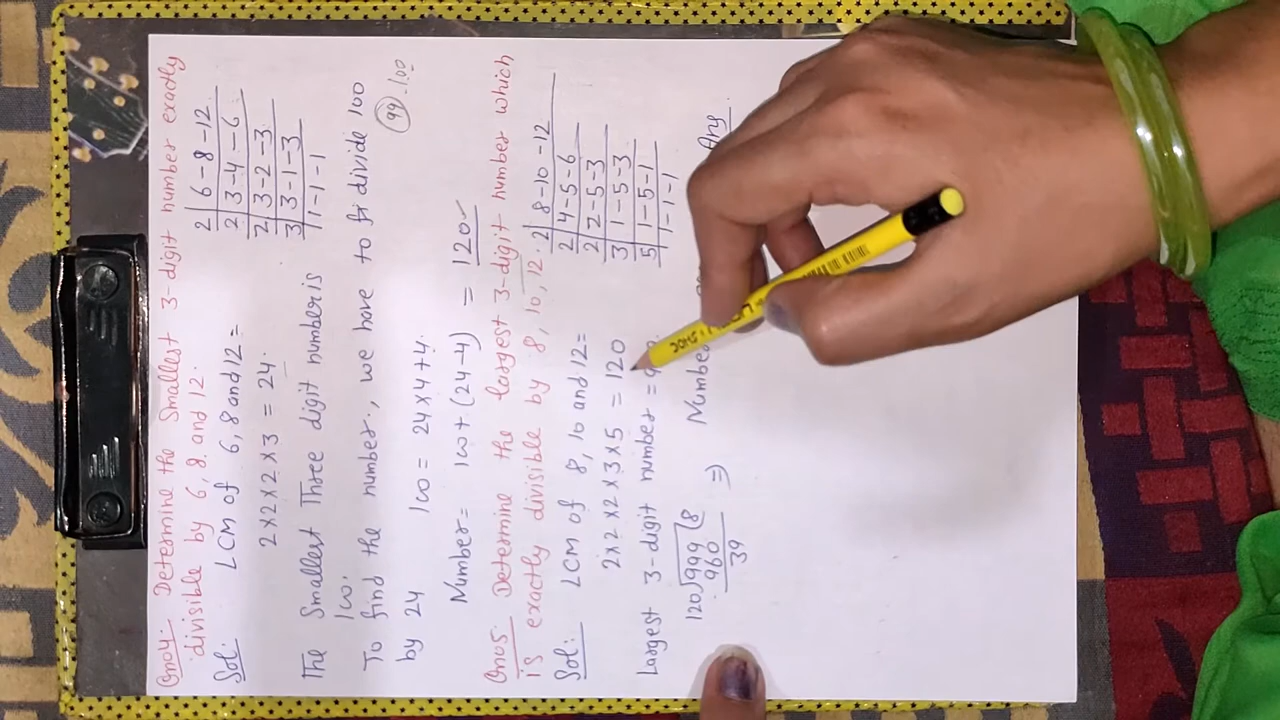 Qno4. Determine the Smallest 3-digit number exactly
divisible by 6, 8 and 12.
Sol: LCM of 6, 8 and 12 =
2 × 2 × 2 × 3 = 24.
2 | 6 - 8 - 12
2 | 3 - 4 - 6
2 | 3 - 2 - 3
3 | 3 - 1 - 3
1 - 1 - 1
The Smallest Three digit number is
100.
To find the number, we have to divide 100
by 24
99 100
100 = 24 × 4 + 4.
Number = 100 + (24 - 4) = 120
Qno5. Determine the largest 3-digit number which
is exactly divisible by 8, 10, 12.
Sol: LCM of 8, 10 and 12 =
2 × 2 × 2 × 3 × 5 = 120
2 | 8 - 10 - 12
2 | 4 - 5 - 6
2 | 2 - 5 - 3
3 | 1 - 5 - 3
5 | 1 - 5 - 1
1 - 1 - 1
Largest 3-digit number = 9
120) 999 (8
960
39
⇒ Number
Ans.